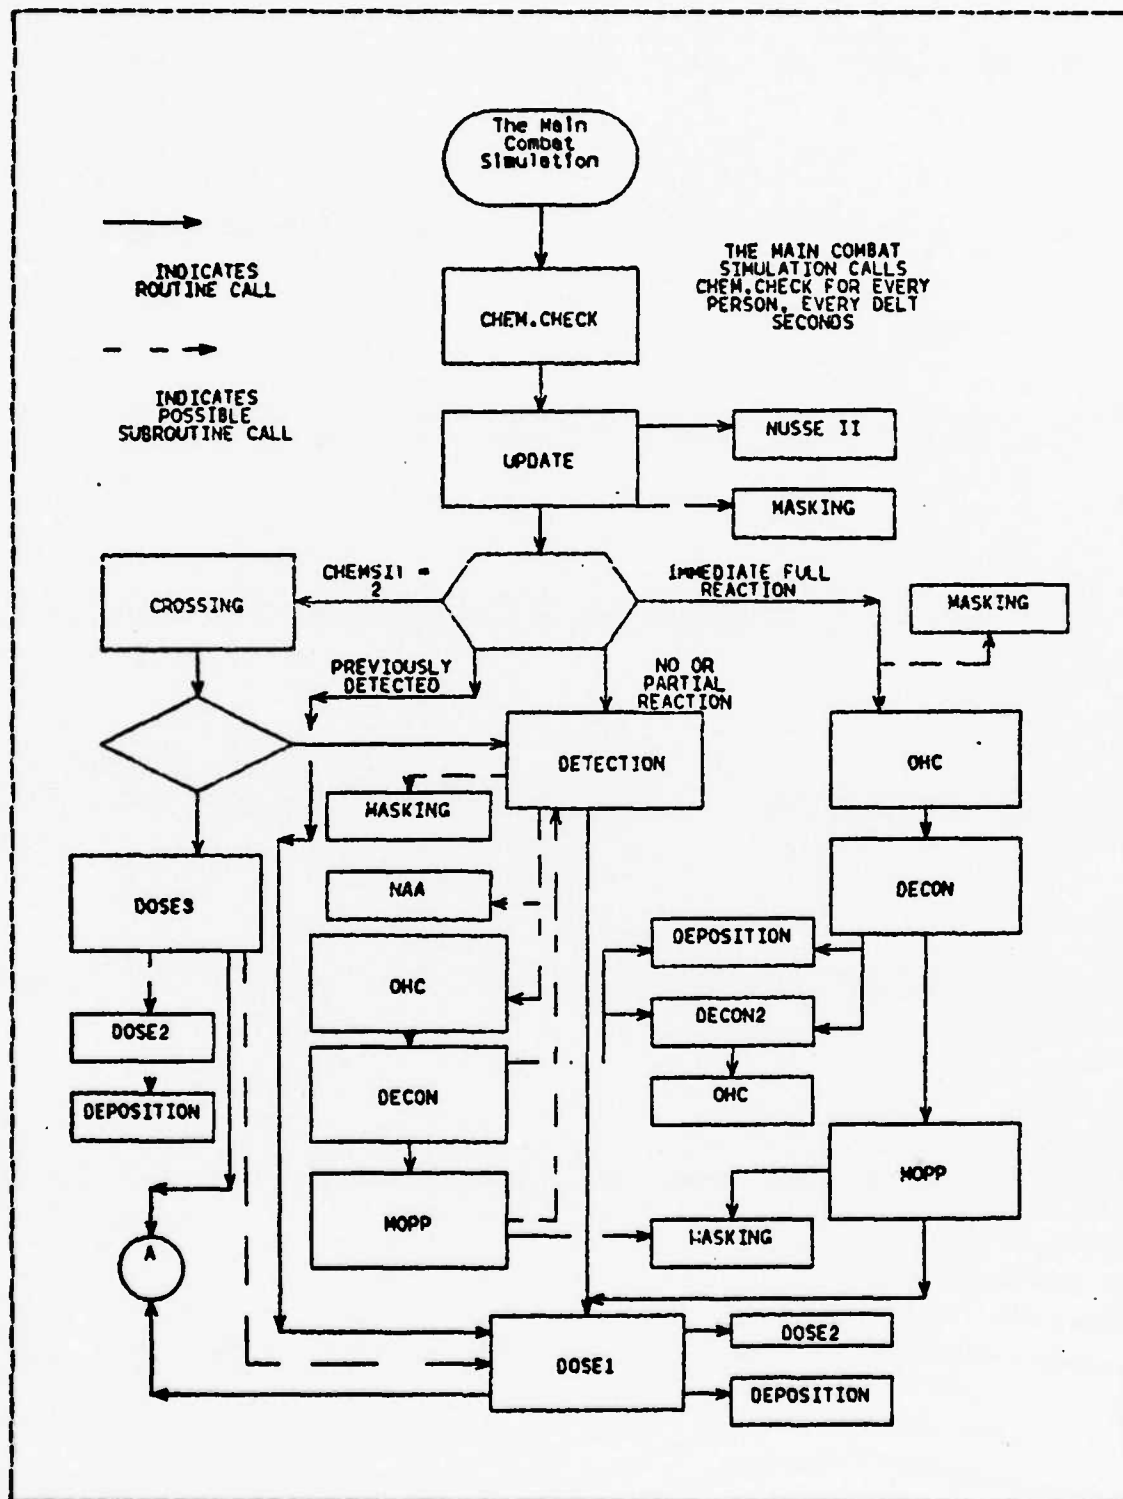 The Main
Combat
Simulation
INDICATES
ROUTINE CALL
THE MAIN COMBAT
SIMULATION CALLS
CHEM.CHECK FOR EVERY
PERSON, EVERY DELT
SECONDS
CHEM.CHECK
INDICATES
POSSIBLE
SUBROUTINE CALL
UPDATE
NUSSE II
MASKING
CROSSING
CHEMSI1 =
2
IMMEDIATE FULL
REACTION
MASKING
PREVIOUSLY
DETECTED
NO OR
PARTIAL
REACTION
DETECTION
OHC
MASKING
DOSE3
NAA
DECON
DEPOSITION
OHC
DOSE2
DECON2
DECON
OHC
DEPOSITION
MOPP
MOPP
MASKING
A
DOSE1
DOSE2
DEPOSITION